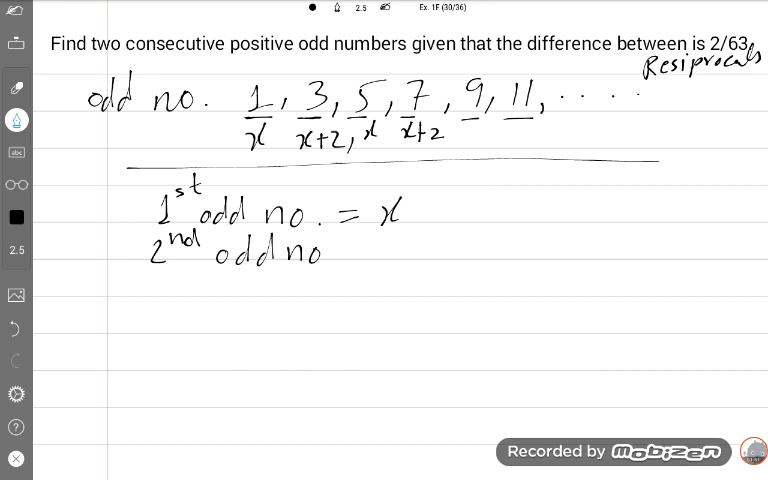 2.5 Ex. 1F (30/36)
Find two consecutive positive odd numbers given that the difference between is 2/63,
Resiprocals
odd no. 1, 3, 5, 7, 9, 11, . . . .
x x+2, x x+2
1st odd no. = x
2nd odd no
abc
2.5
Recorded by Mobizen